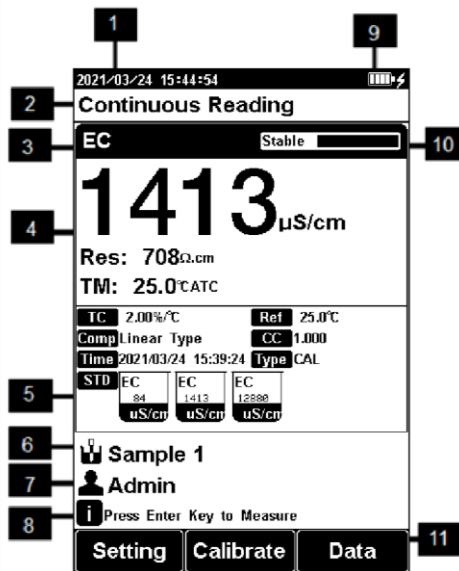 1
9
2021/03/24 15:44:54
2
Continuous Reading
3
EC Stable
10
4
1413 µS/cm
Res: 708Ω.cm
TM: 25.0℃ATC
TC 2.00%/℃ Ref 25.0℃
Comp Linear Type CC 1.000
Time 2021/03/24 15:39:24 Type CAL
5
STD EC EC EC
84 1413 12880
uS/cm uS/cm uS/cm
6
Sample 1
7
Admin
8
i Press Enter Key to Measure
11
Setting Calibrate Data